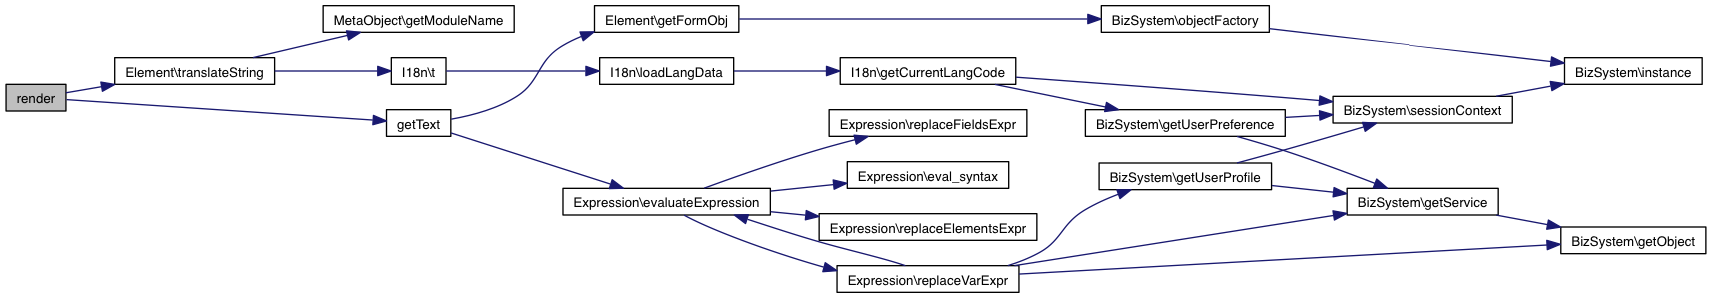 render
Element\translateString
MetaObject\getModuleName
I18n\t
getText
Element\getFormObj
I18n\loadLangData
Expression\evaluateExpression
Expression\replaceFieldsExpr
Expression\eval_syntax
Expression\replaceElementsExpr
Expression\replaceVarExpr
I18n\getCurrentLangCode
BizSystem\objectFactory
BizSystem\getUserPreference
BizSystem\getUserProfile
BizSystem\sessionContext
BizSystem\getService
BizSystem\instance
BizSystem\getObject